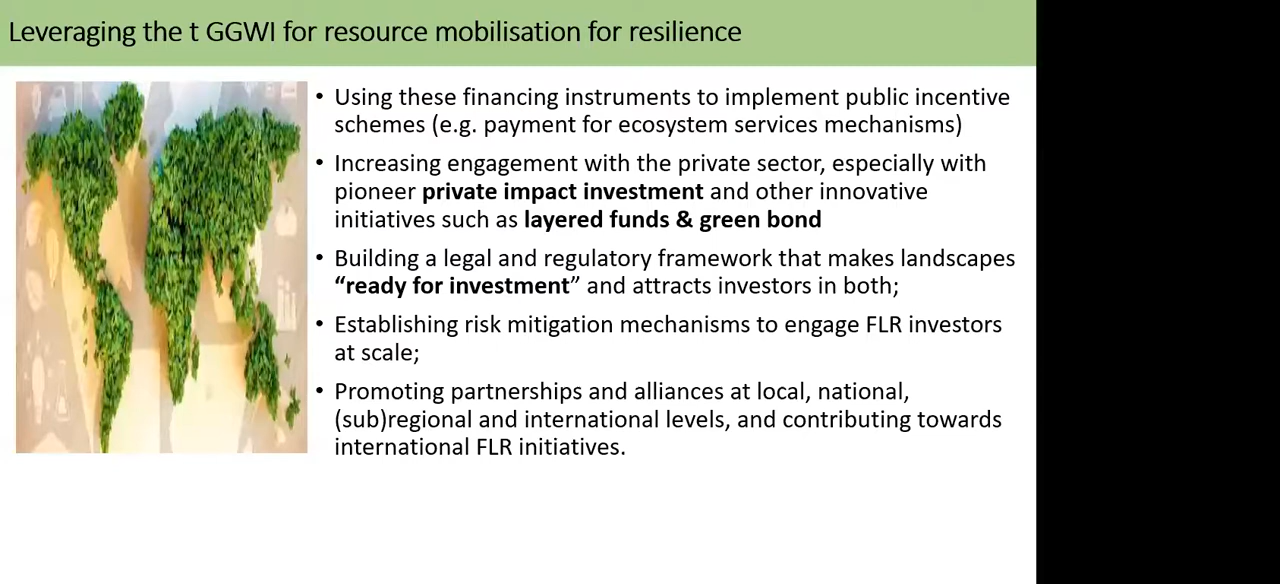 Leveraging the t GGWI for resource mobilisation for resilience
• Using these financing instruments to implement public incentive
schemes (e.g. payment for ecosystem services mechanisms)
• Increasing engagement with the private sector, especially with
pioneer private impact investment and other innovative
initiatives such as layered funds & green bond
• Building a legal and regulatory framework that makes landscapes
“ready for investment” and attracts investors in both;
• Establishing risk mitigation mechanisms to engage FLR investors
at scale;
• Promoting partnerships and alliances at local, national,
(sub)regional and international levels, and contributing towards
international FLR initiatives.